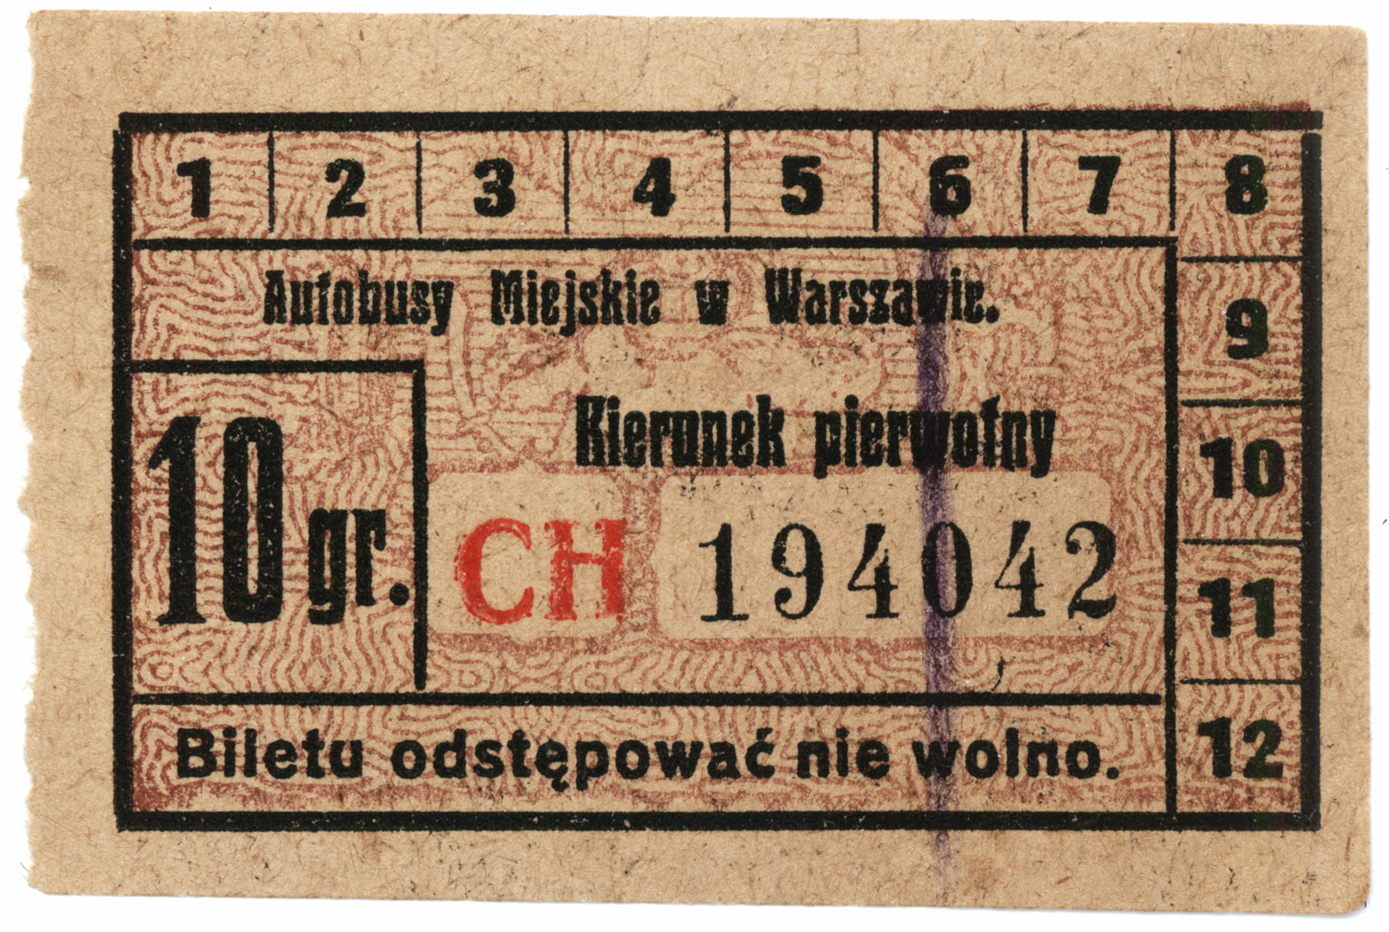 1 2 3 4 5 6 7 8
Autobusy Miejskie w Warszawie.
9
Kierunek pierwotny
10
10 gr.
CH 194042
11
Biletu odstępować nie wolno.
12